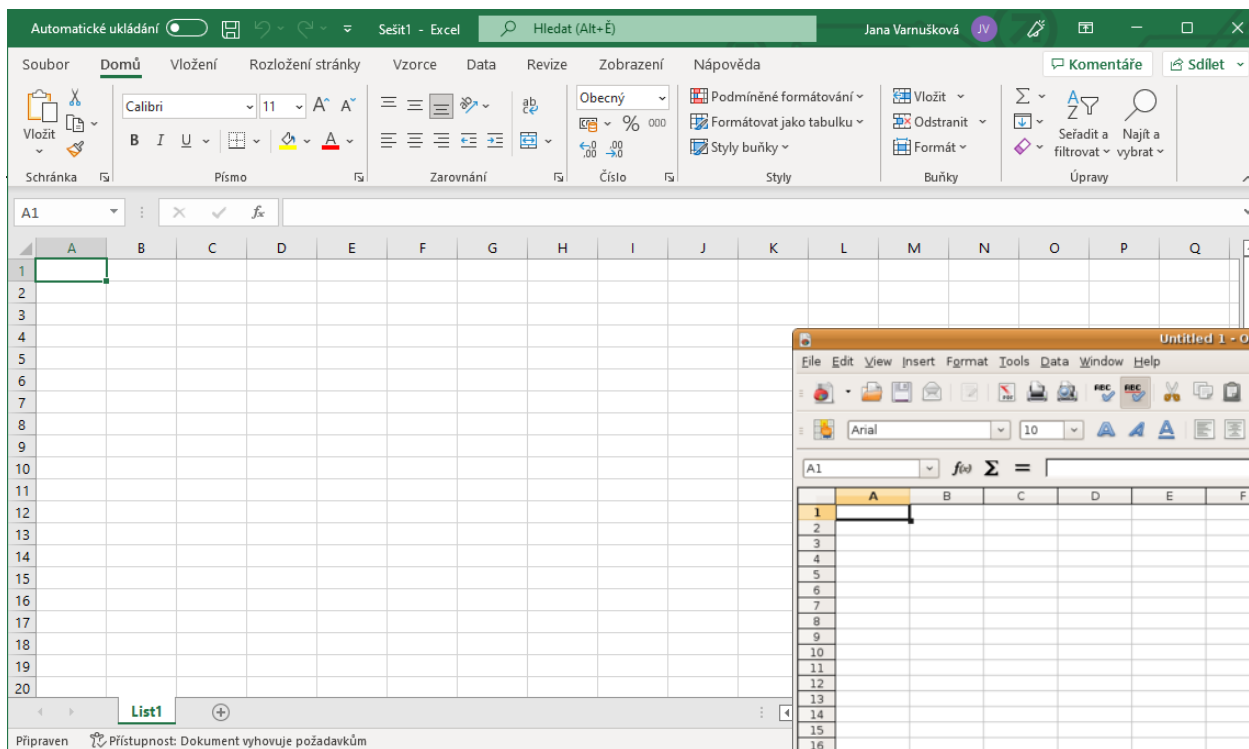 Automatické ukládání Sešit1 - Excel Hledat (Alt+Ě) Jana Varnušková JV
Soubor Domů Vložení Rozložení stránky Vzorce Data Revize Zobrazení Nápověda Komentáře Sdílet
Vložit
Calibri 11 A A
B I U A
ab
c
Obecný
% 000
Podmíněné formátování
Formátovat jako tabulku
Styly buňky
Vložit
Odstranit
Formát
Σ
Seřadit a filtrovat
Najít a vybrat
Schránka Písmo Zarovnání Číslo Styly Buňky Úpravy
A1 fx
A B C D E F G H I J K L M N O P Q
1
2
3
4
5
6
7
8
9
10
11
12
13
14
15
16
17
18
19
20
List1
Připraven Přístupnost: Dokument vyhovuje požadavkům
Untitled 1 - O
File Edit View Insert Format Tools Data Window Help
ABC ABC
Arial 10 A A A
A1 f(x) Σ =
A B C D E F
1
2
3
4
5
6
7
8
9
10
11
12
13
14
15
16